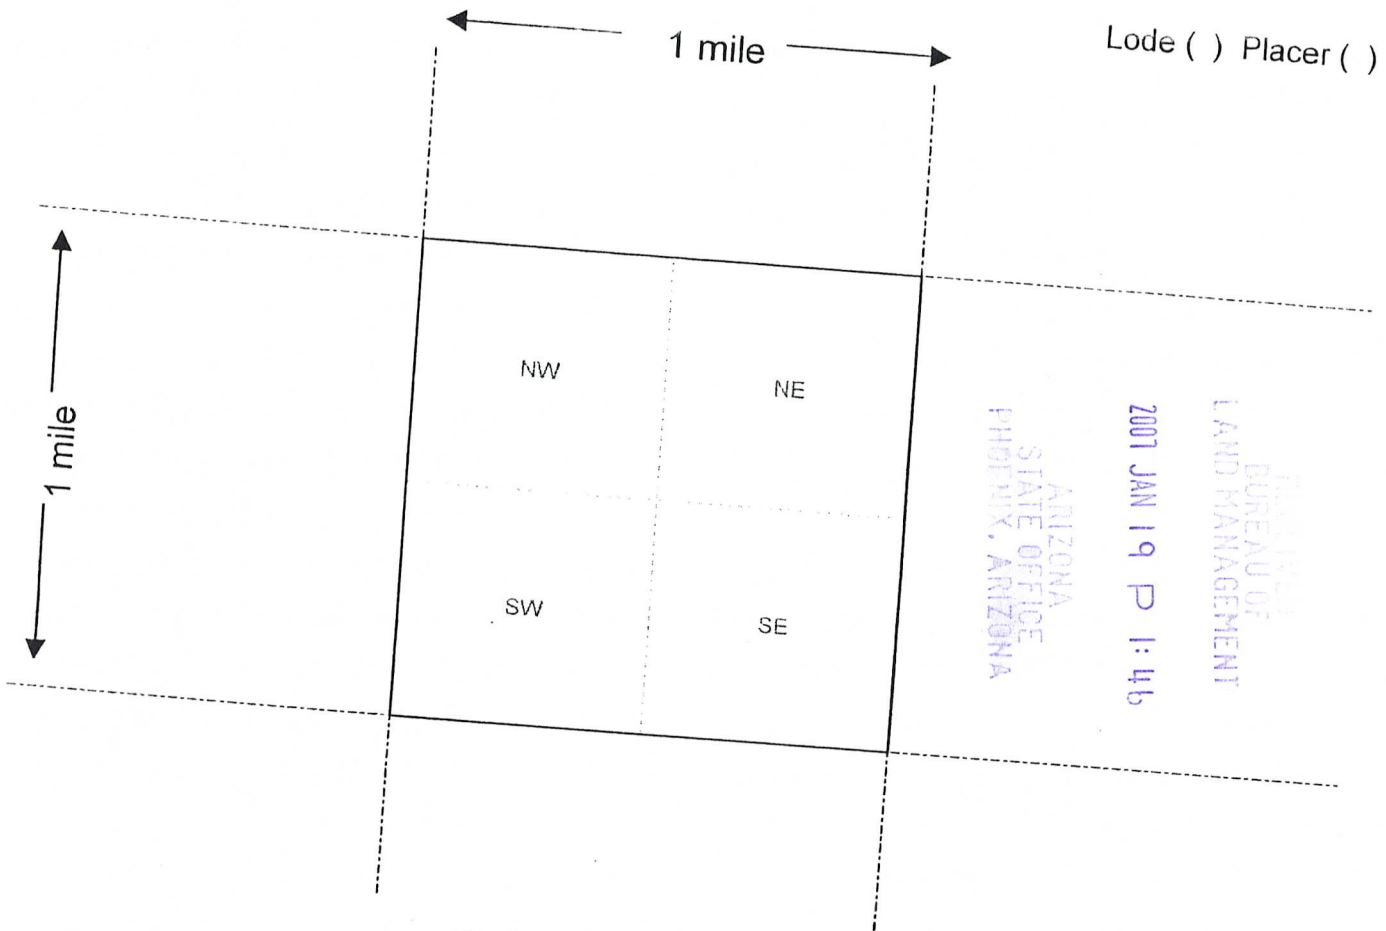 1 mile
Lode ( ) Placer ( )
1 mile
NW
NE
SW
SE
BUREAU OF
LAND MANAGEMENT
2007 JAN 19 P 1:46
ARIZONA
STATE OFFICE
PHOENIX, ARIZONA